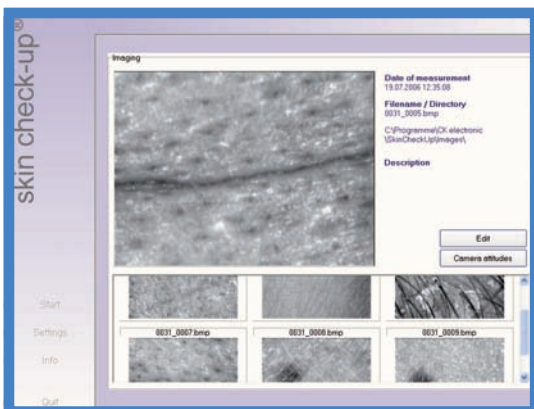 skin check-up®
Imaging
Date of measurement
19.07.2006 12:35:08
Filename / Directory
0031_0005.bmp
C:\Programme\CK electronic
\SkinCheckUp\Images\
Description
Edit
Camera attitudes
0031_0007.bmp
0031_0008.bmp
0031_0009.bmp
Start
Settings
Info
Quit